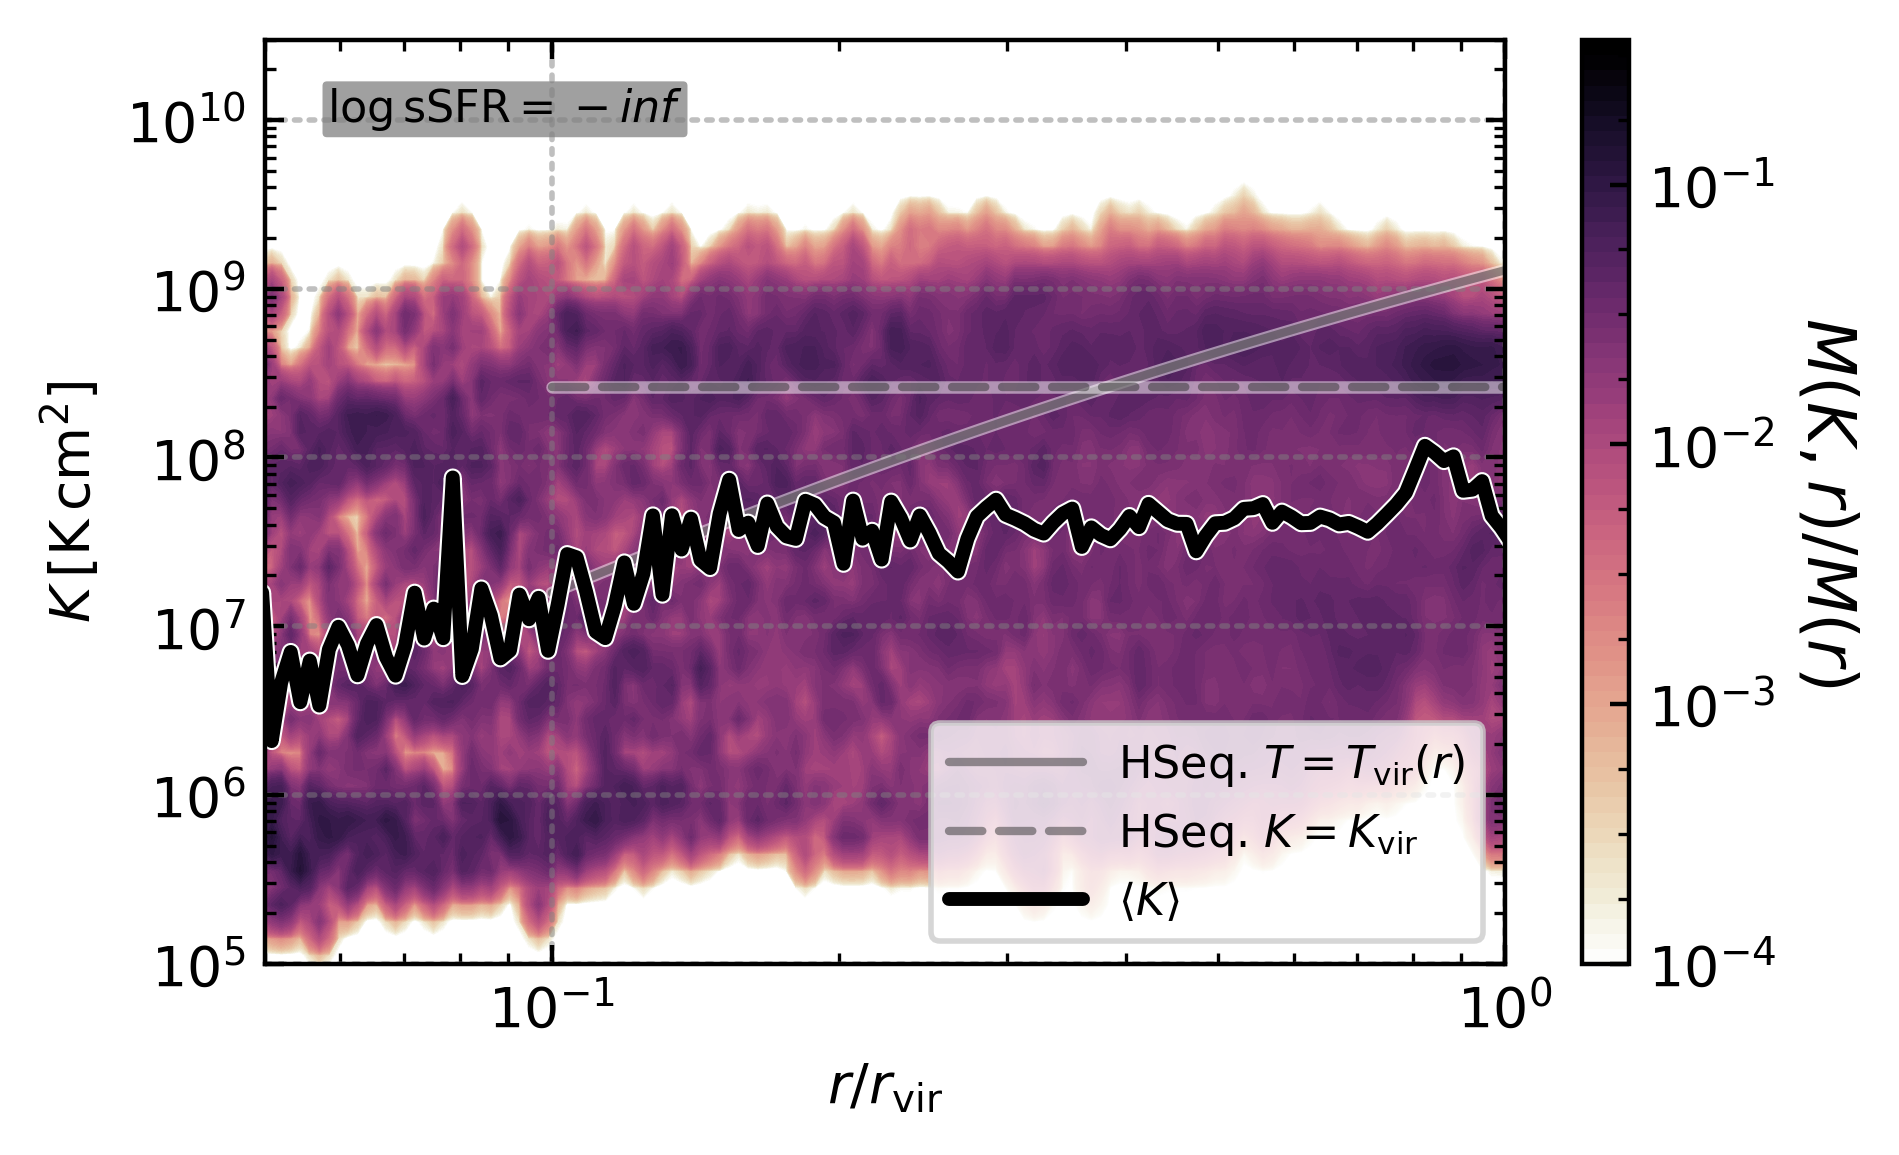 log sSFR = −inf
10^10
10^9
10^8
10^7
10^6
10^5
K [K cm^2]
10^−1
10^0
r/r_vir
HSeq. T = T_vir(r)
HSeq. K = K_vir
⟨K⟩
10^−1
10^−2
10^−3
10^−4
M(K, r)/M(r)